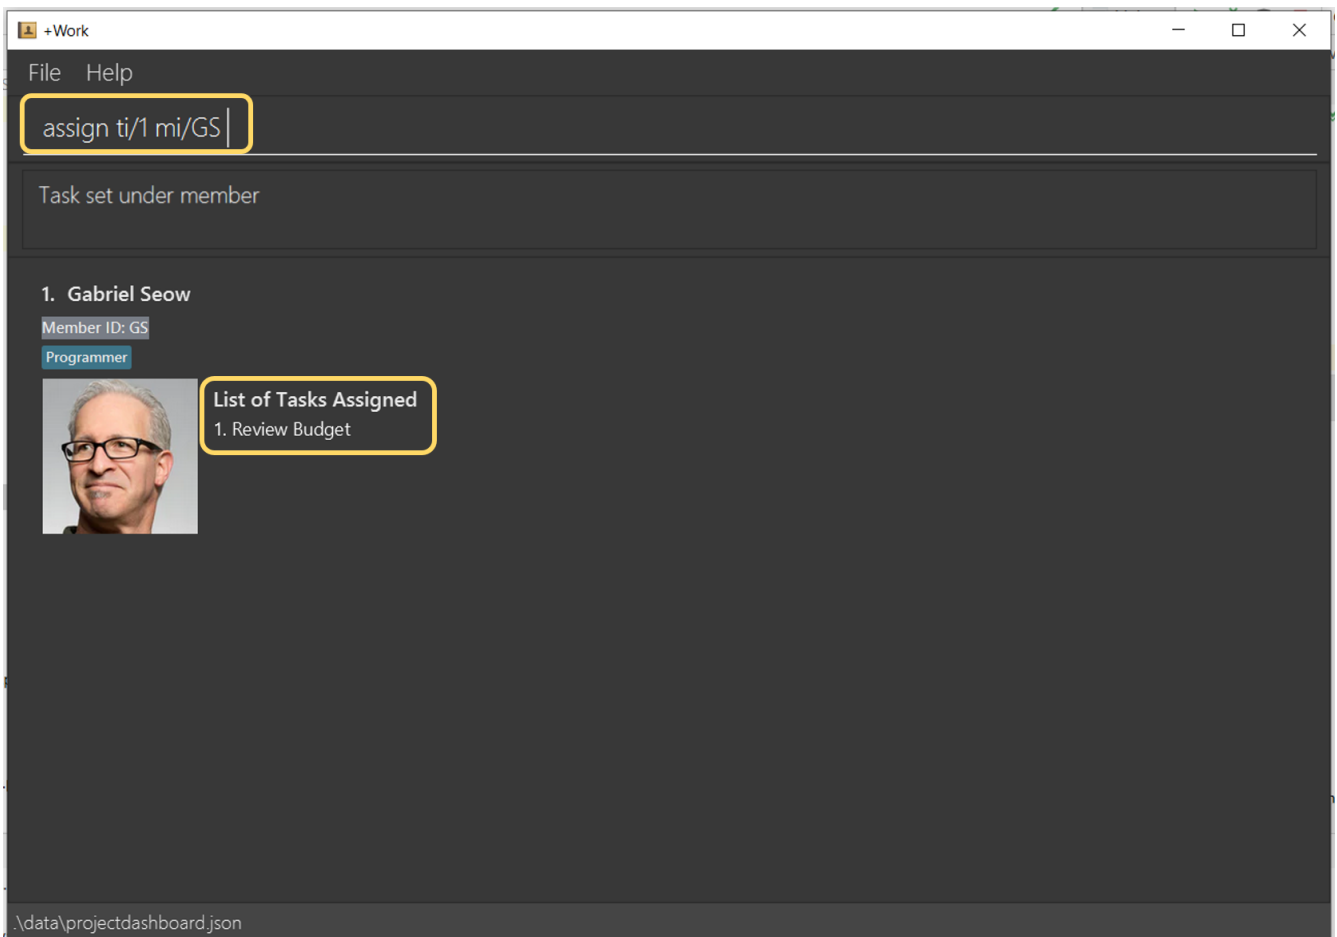 +Work
File Help
assign ti/1 mi/GS
Task set under member
1. Gabriel Seow
Member ID: GS
Programmer
List of Tasks Assigned
1. Review Budget
.\data\projectdashboard.json